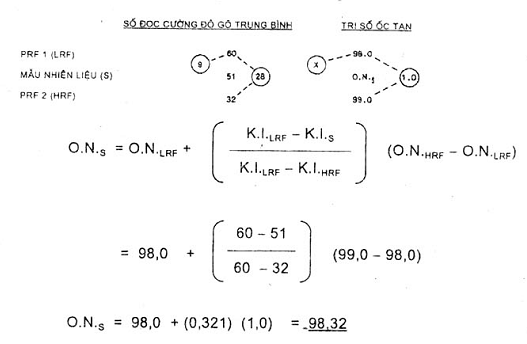 SỐ ĐỌC CƯỜNG ĐỘ GÕ TRUNG BÌNH TRỊ SỐ ỐC TAN
PRF 1 (LRF) 9 60 X 98.0
MẪU NHIÊN LIỆU (S) 51 28 O.N.s 1.0
PRF 2 (HRF) 32 99.0
O.N.S = O.N.LRF + ( K.I.LRF – K.I.S / K.I.LRF – K.I.HRF ) (O.N.HRF – O.N.LRF)
= 98,0 + ( 60 – 51 / 60 – 32 ) (99,0 – 98,0)
O.N.S = 98,0 + (0,321) (1,0) = 98,32